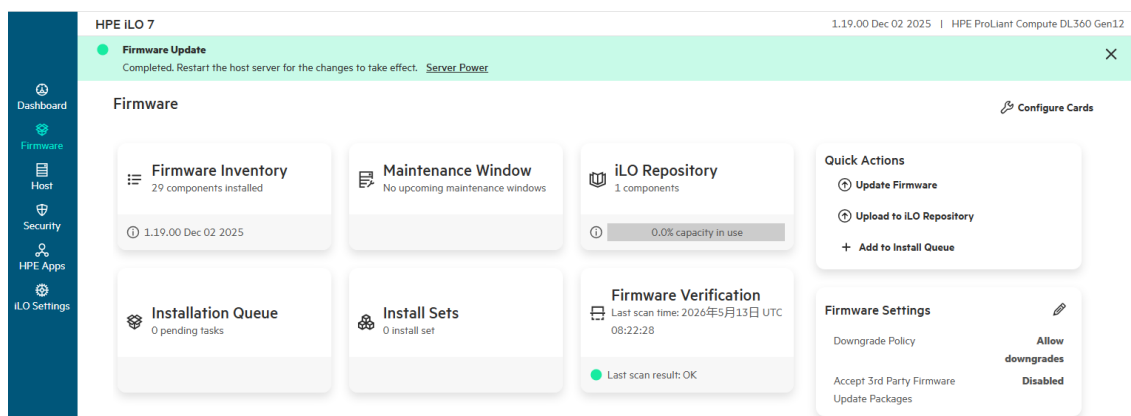 HPE iLO 7
1.19.00 Dec 02 2025 | HPE ProLiant Compute DL360 Gen12
Firmware Update
Completed. Restart the host server for the changes to take effect. Server Power
Dashboard
Firmware
Host
Security
HPE Apps
iLO Settings
Firmware
Configure Cards
Firmware Inventory
29 components installed
1.19.00 Dec 02 2025
Maintenance Window
No upcoming maintenance windows
iLO Repository
1 components
0.0% capacity in use
Installation Queue
0 pending tasks
Install Sets
0 install set
Firmware Verification
Last scan time: 2026年5月13日 UTC
08:22:28
Last scan result: OK
Quick Actions
Update Firmware
Upload to iLO Repository
Add to Install Queue
Firmware Settings
Downgrade Policy
Allow
downgrades
Accept 3rd Party Firmware
Update Packages
Disabled